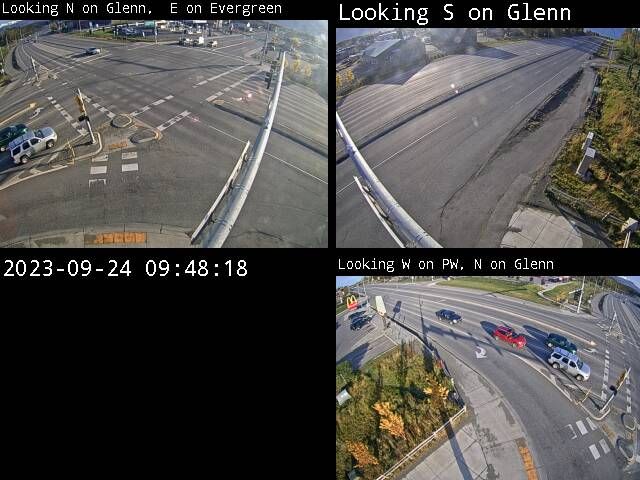 Looking N on Glenn, E on Evergreen
Looking S on Glenn
2023-09-24 09:48:18
Looking W on PW, N on Glenn